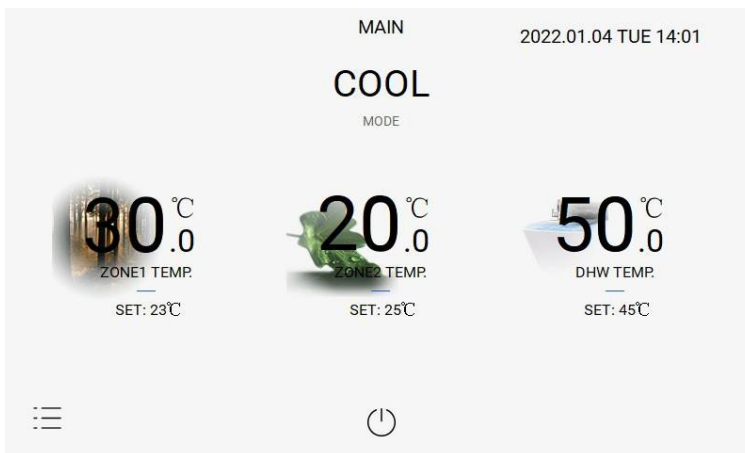 MAIN
2022.01.04 TUE 14:01
COOL
MODE
30.0℃
20.0℃
50.0℃
ZONE1 TEMP.
ZONE2 TEMP.
DHW TEMP.
SET: 23℃
SET: 25℃
SET: 45℃